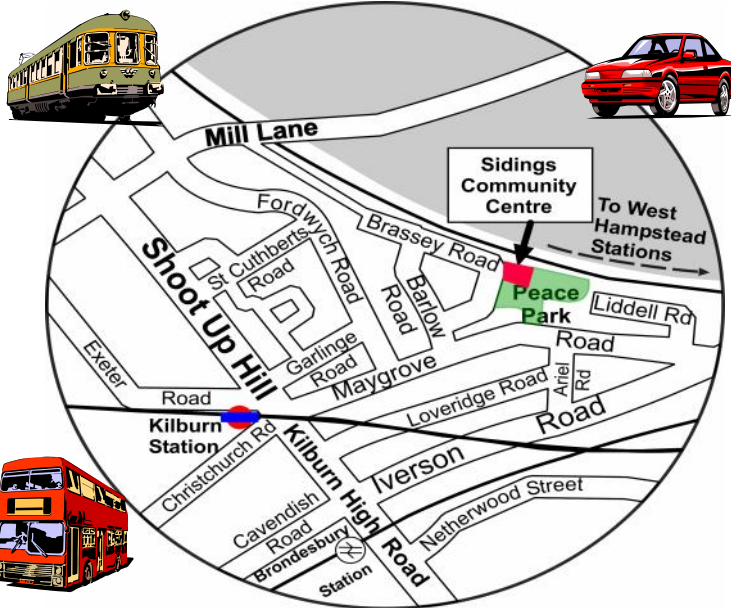 Mill Lane
Sidings
Community
Centre
To West
Hampstead
Stations
Fordwych Road
Brassey Road
St Cuthberts
Road
Shoot Up Hill
Barlow
Road
Peace
Park
Liddell Rd
Exeter
Road
Garlinge
Road
Maygrove
Road
Ariel
Rd
Loveridge Road
Kilburn
Station
Christchurch Rd
Iverson
Road
Kilburn High
Road
Cavendish
Road
Netherwood Street
Brondesbury
Station